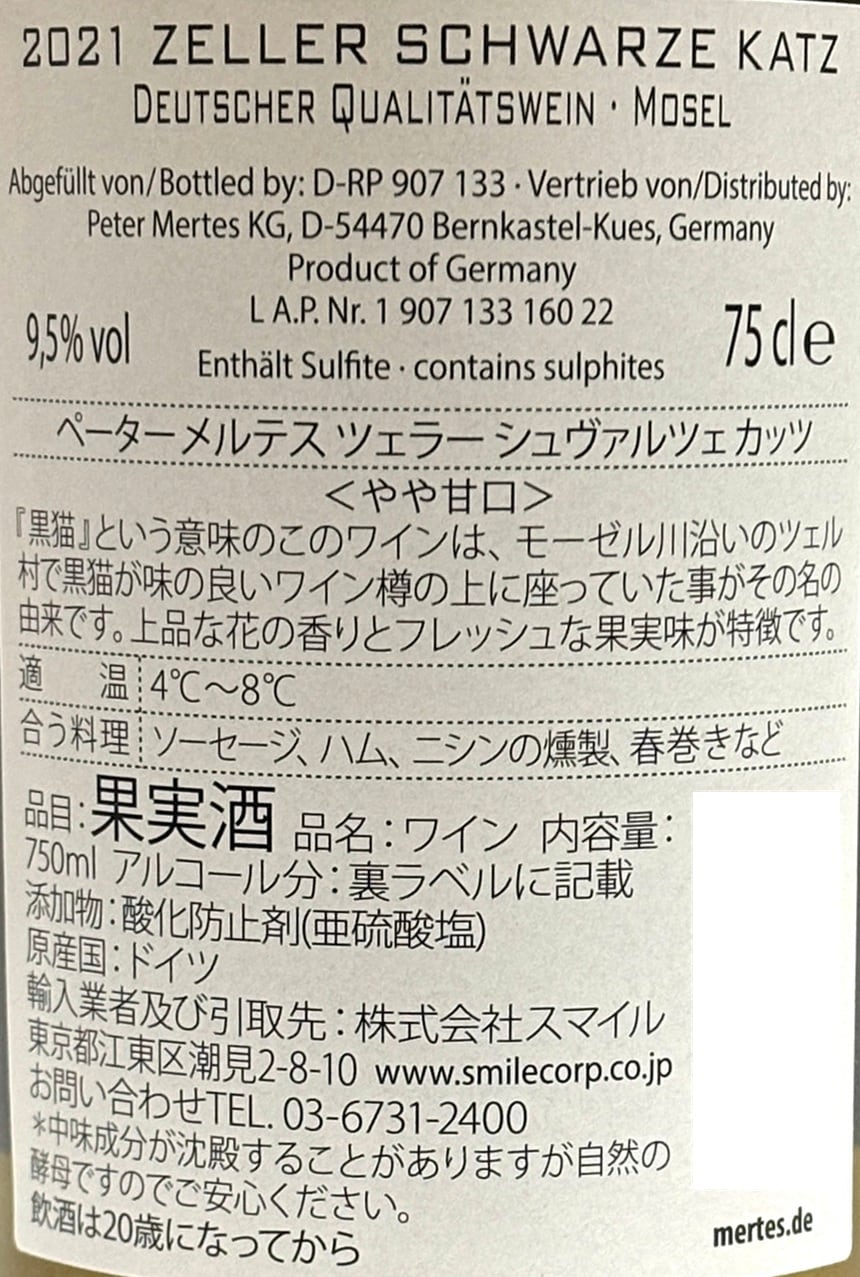 2021 ZELLER SCHWARZE KATZ
DEUTSCHER QUALITÄTSWEIN · MOSEL
Abgefüllt von/Bottled by: D-RP 907 133 · Vertrieb von/Distributed by:
Peter Mertes KG, D-54470 Bernkastel-Kues, Germany
Product of Germany
L A.P. Nr. 1 907 133 160 22
9,5% vol
Enthält Sulfite · contains sulphites
75cl e
ペーターメルテス ツェラー シュヴァルツェ カッツ
＜やや甘口＞
『黒猫』という意味のこのワインは、モーゼル川沿いのツェル
村で黒猫が味の良いワイン樽の上に座っていた事がその名の
由来です。上品な花の香りとフレッシュな果実味が特徴です。
適 温 4℃～8℃
合う料理 ソーセージ、ハム、ニシンの燻製、春巻きなど
品目：果実酒 品名：ワイン 内容量：
750ml アルコール分：裏ラベルに記載
添加物：酸化防止剤(亜硫酸塩)
原産国：ドイツ
輸入業者及び引取先：株式会社スマイル
東京都江東区潮見2-8-10 www.smilecorp.co.jp
お問い合わせTEL. 03-6731-2400
＊中味成分が沈殿することがありますが自然の
酵母ですのでご安心ください。
飲酒は20歳になってから
mertes.de